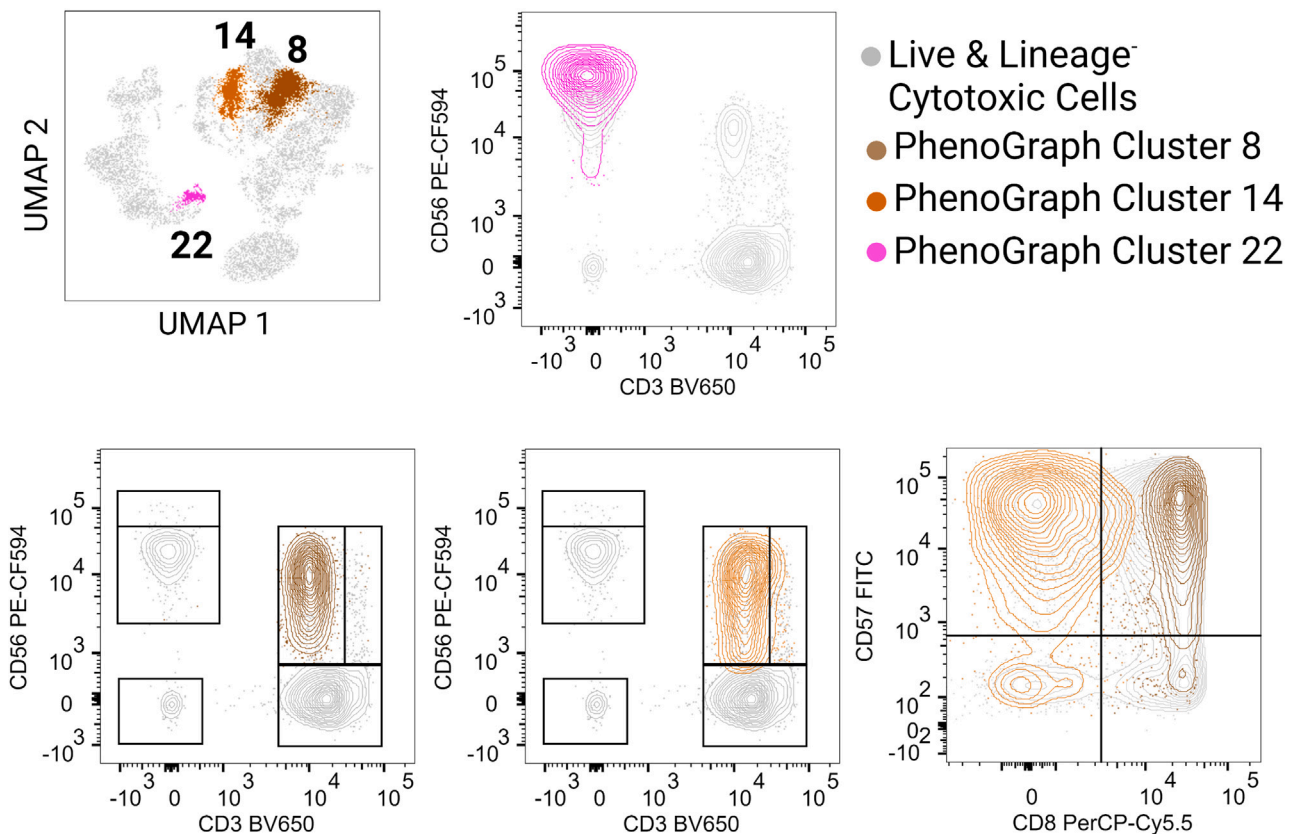 14
8
22
UMAP 2
UMAP 1
CD56 PE-CF594
10^5
10^4
10^3
0
-10^3
-10^3 0 10^3 10^4 10^5
CD3 BV650
Live & Lineage^-
Cytotoxic Cells
PhenoGraph Cluster 8
PhenoGraph Cluster 14
PhenoGraph Cluster 22
CD56 PE-CF594
10^5
10^4
10^3
0
-10^3
-10^3 0 10^4 10^5
CD3 BV650
CD56 PE-CF594
10^5
10^4
10^3
0
-10^3
-10^3 0 10^4 10^5
CD3 BV650
CD57 FITC
10^5
10^4
10^3
10^2
0
-10^2
0 10^4 10^5
CD8 PerCP-Cy5.5